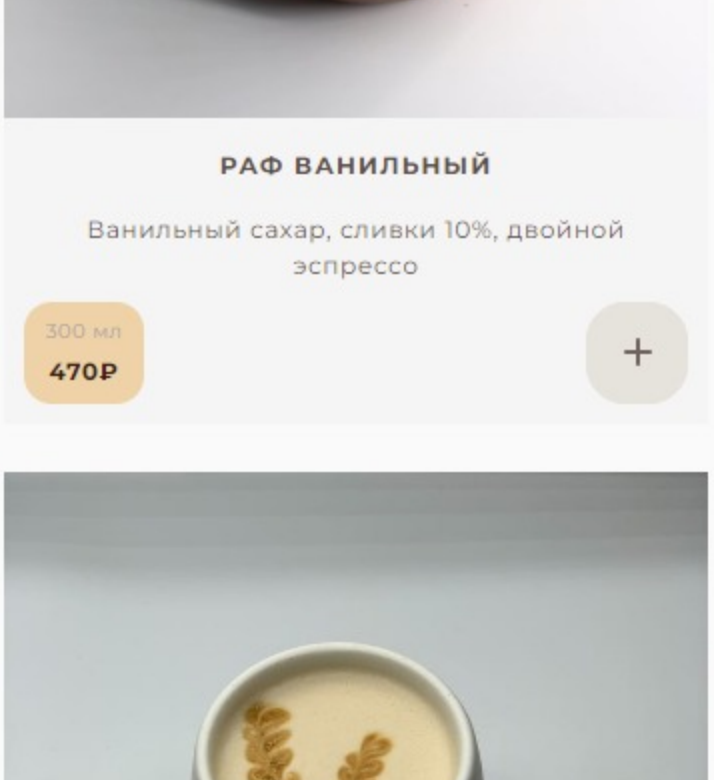 РАФ ВАНИЛЬНЫЙ
Ванильный сахар, сливки 10%, двойной
эспрессо
300 мл
470₽
+